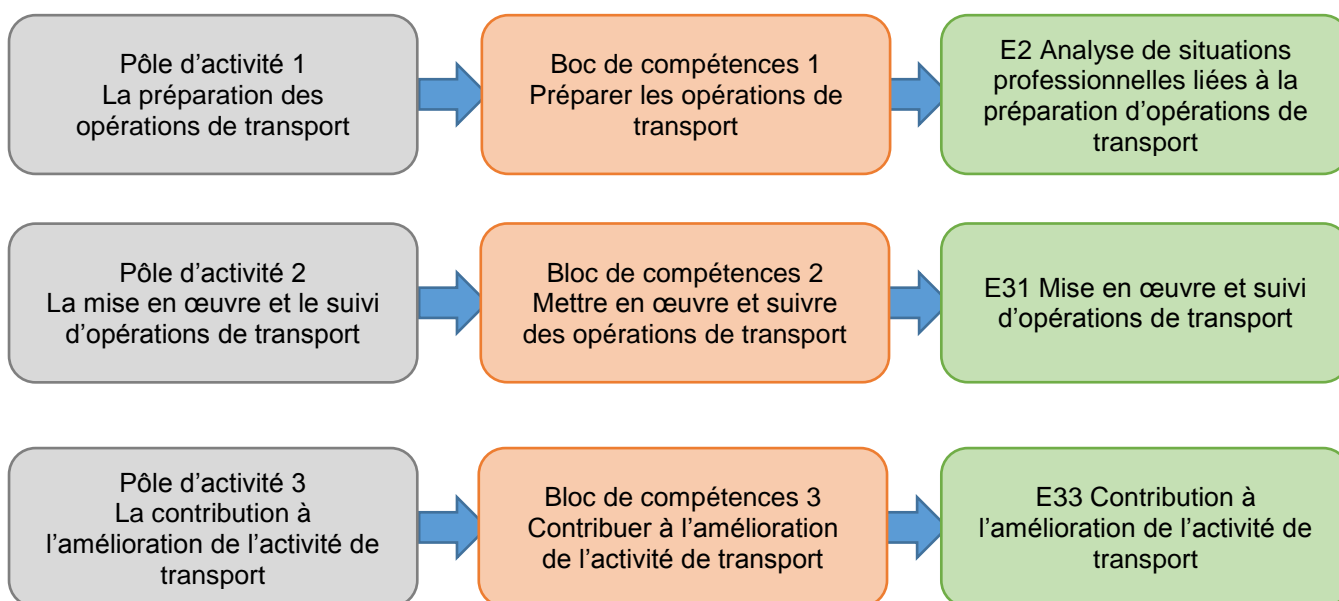 Pôle d’activité 1
La préparation des
opérations de transport
Boc de compétences 1
Préparer les opérations de
transport
E2 Analyse de situations
professionnelles liées à la
préparation d’opérations de
transport
Pôle d’activité 2
La mise en œuvre et le suivi
d’opérations de transport
Bloc de compétences 2
Mettre en œuvre et suivre
des opérations de transport
E31 Mise en œuvre et suivi
d’opérations de transport
Pôle d’activité 3
La contribution à
l’amélioration de l’activité de
transport
Bloc de compétences 3
Contribuer à l’amélioration
de l’activité de transport
E33 Contribution à
l’amélioration de l’activité de
transport